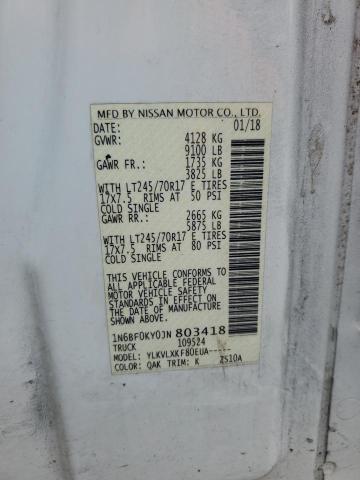 MFD BY NISSAN MOTOR CO., LTD.
DATE: 01/18
GVWR: 4128 KG
9100 LB
GAWR FR.: 1735 KG
3825 LB
WITH LT245/70R17 E TIRES
17X7.5 RIMS AT 50 PSI
COLD SINGLE
GAWR RR.: 2665 KG
5875 LB
WITH LT245/70R17 E TIRES
17X7.5 RIMS AT 80 PSI
COLD SINGLE
THIS VEHICLE CONFORMS TO
ALL APPLICABLE FEDERAL
MOTOR VEHICLE SAFETY
STANDARDS IN EFFECT ON THE
DATE OF MANUFACTURE SHOWN
ABOVE.
1N6BF0KY0JN803418
TRUCK 109524
MODEL: YLKVLXKF80EUA-----
COLOR: QAK TRIM: K ZS10A